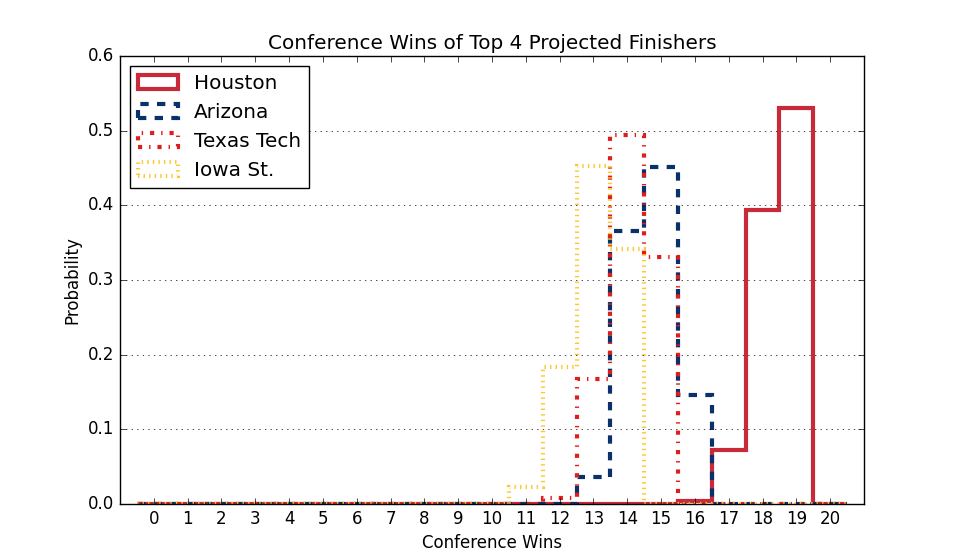 Conference Wins of Top 4 Projected Finishers
0.6
0.5
0.4
0.3
0.2
0.1
0.0
Probability
Houston
Arizona
Texas Tech
Iowa St.
0 1 2 3 4 5 6 7 8 9 10 11 12 13 14 15 16 17 18 19 20
Conference Wins